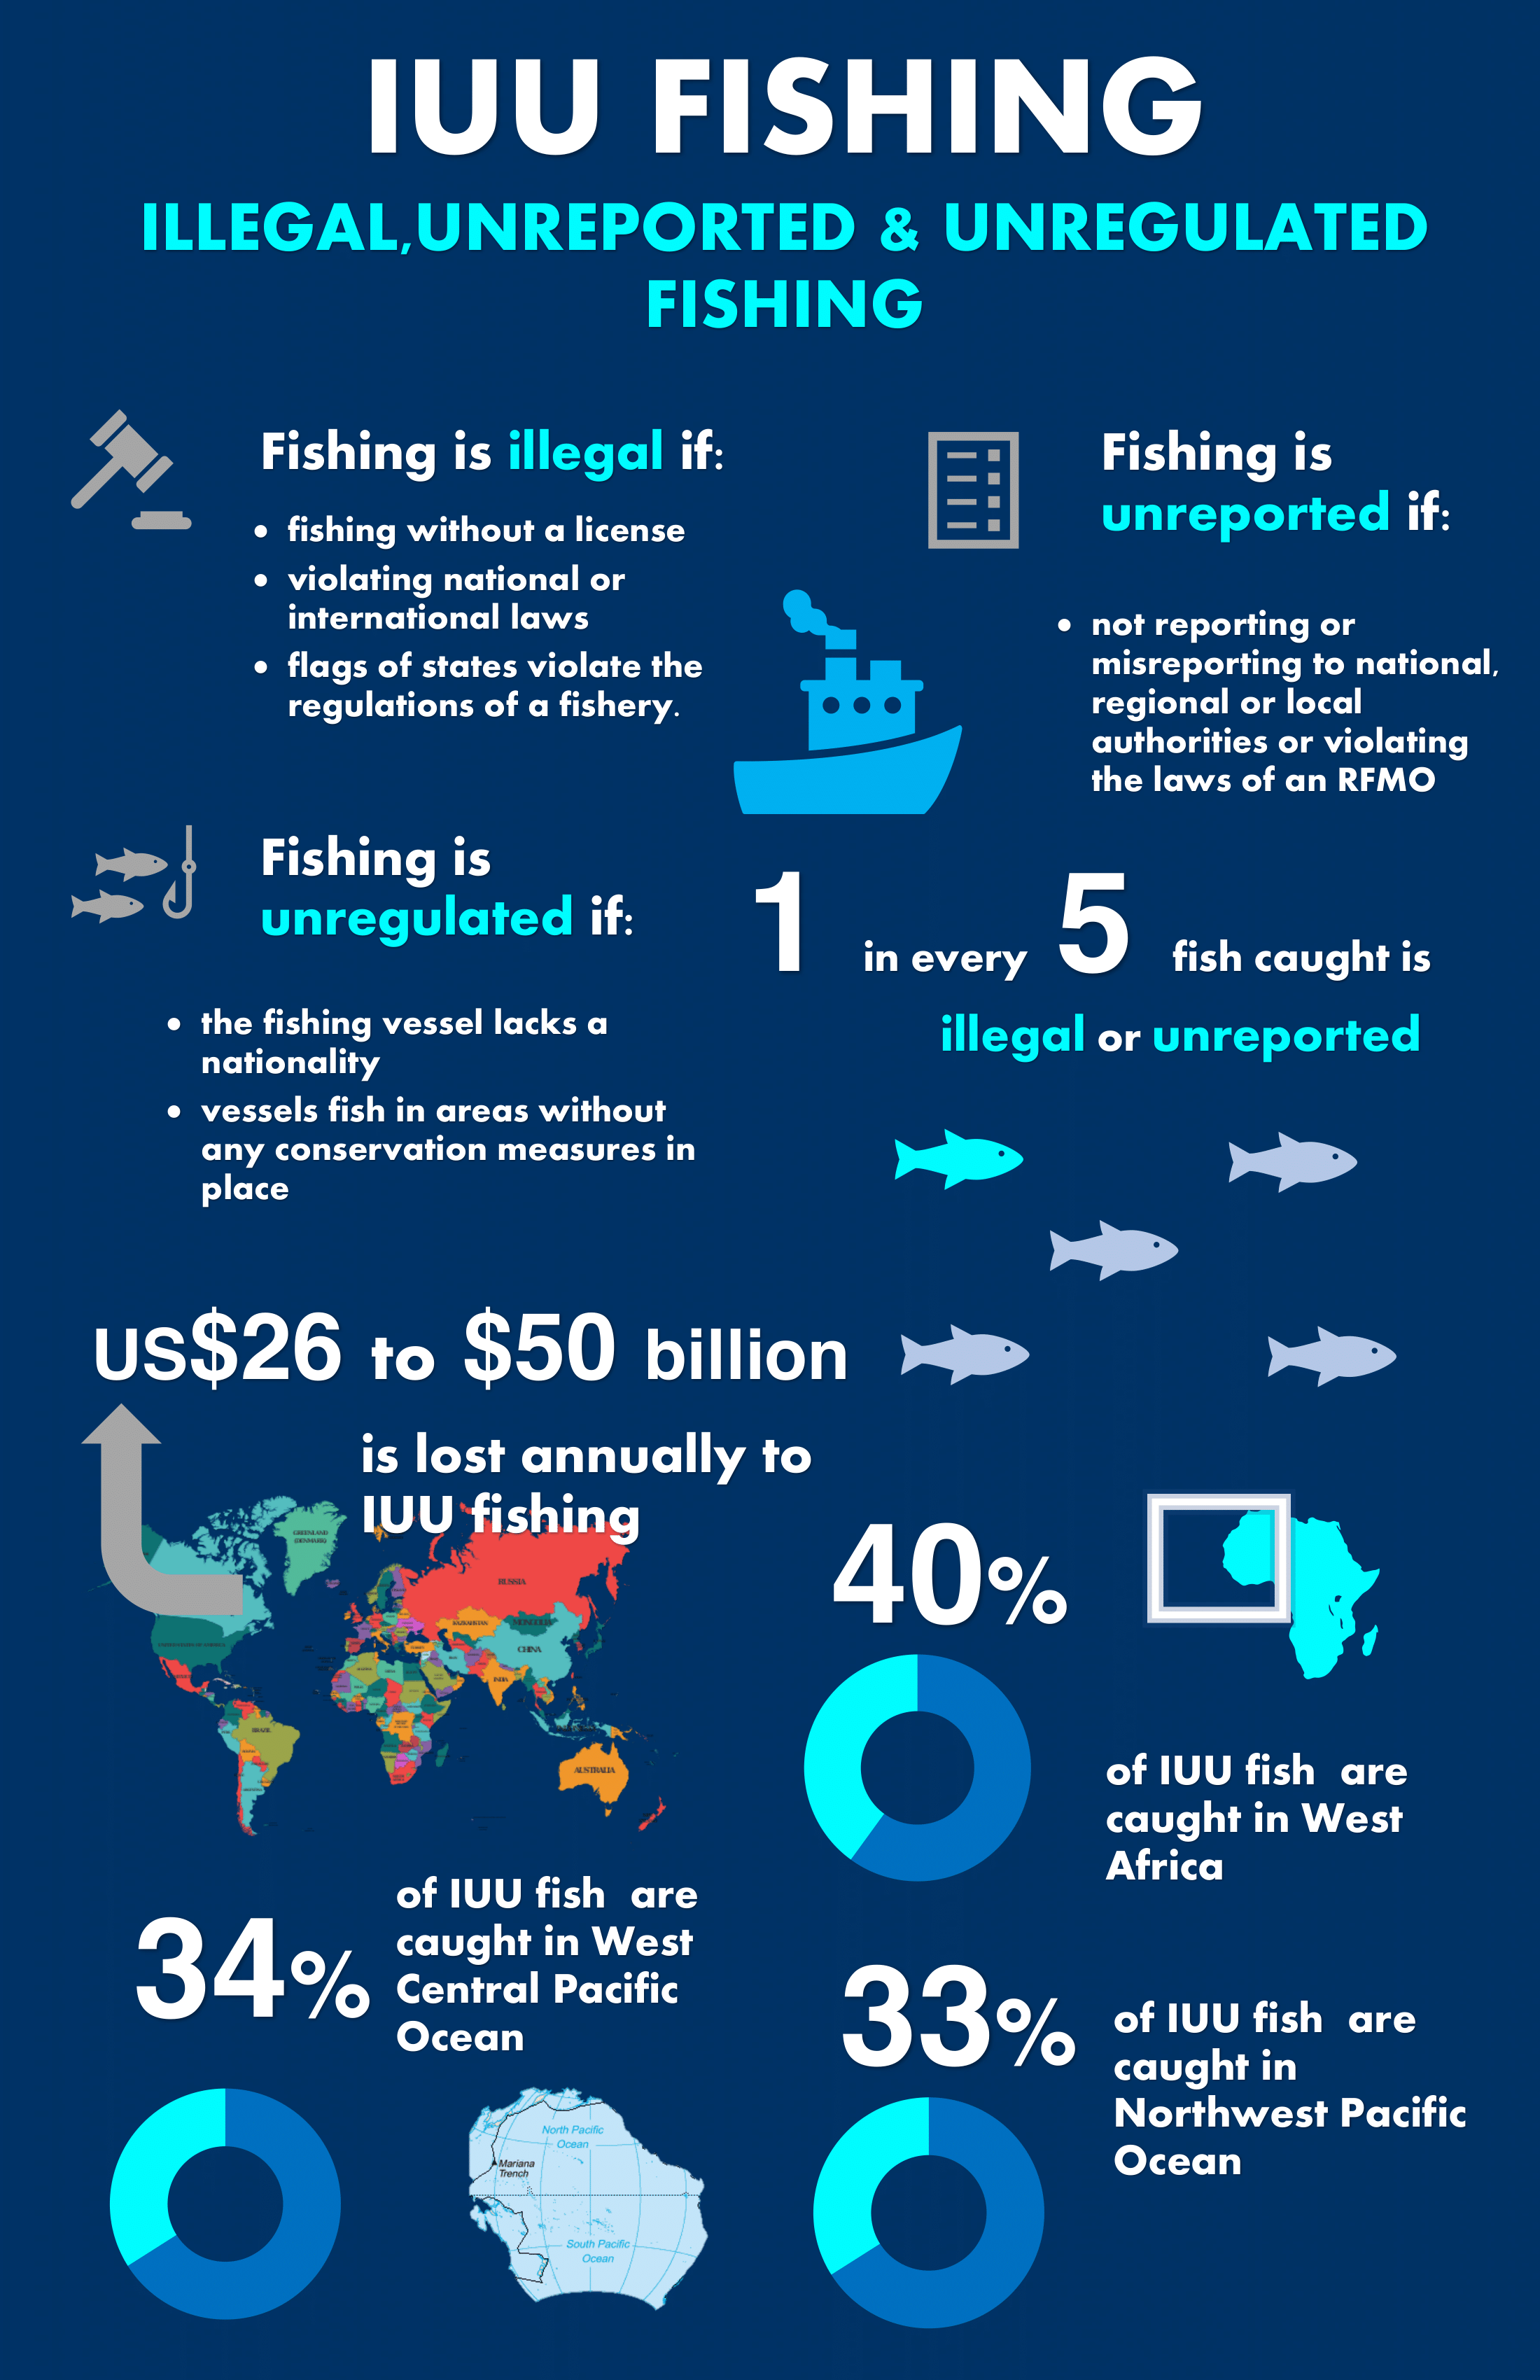 IUU FISHING
ILLEGAL,UNREPORTED & UNREGULATED
FISHING
Fishing is illegal if:
• fishing without a license
• violating national or
international laws
• flags of states violate the
regulations of a fishery.
Fishing is
unreported if:
• not reporting or
misreporting to national,
regional or local
authorities or violating
the laws of an RFMO
Fishing is
unregulated if:
• the fishing vessel lacks a
nationality
• vessels fish in areas without
any conservation measures in
place
1 in every 5 fish caught is
illegal or unreported
US$26 to $50 billion
is lost annually to
IUU fishing
GREENLAND
(DENMARK)
RUSSIA
KAZAKHSTAN
MONGOLIA
CHINA
UNITED STATES OF AMERICA
INDIA
BRAZIL
AUSTRALIA
40%
of IUU fish are
caught in West
Africa
34%
of IUU fish are
caught in West
Central Pacific
Ocean
North Pacific
Ocean
Mariana
Trench
South Pacific
Ocean
33%
of IUU fish are
caught in
Northwest Pacific
Ocean